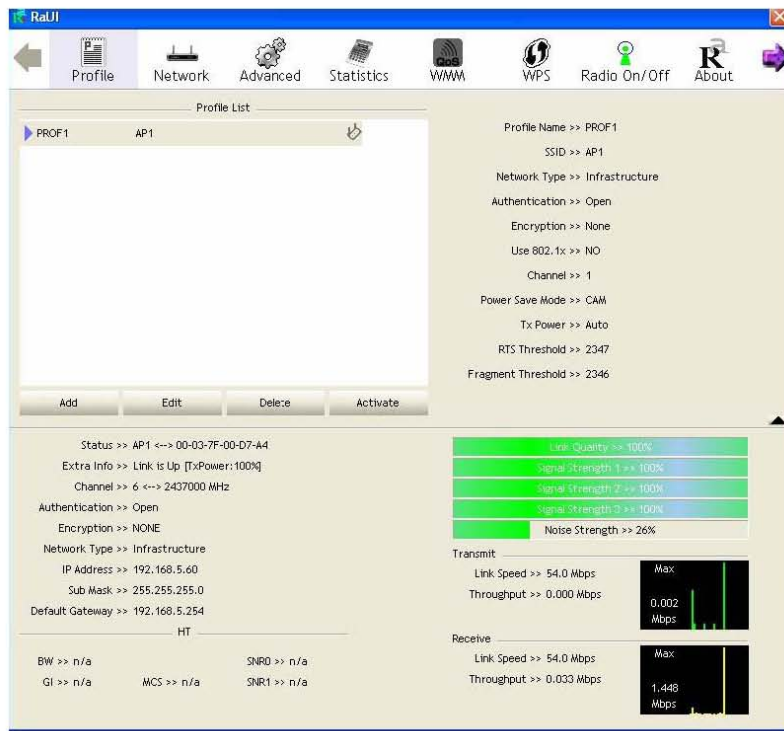 RaUI
Profile
Network
Advanced
Statistics
QoS
WMM
WPS
Radio On/Off
About
Profile List
PROF1 AP1
Add Edit Delete Activate
Profile Name >> PROF1
SSID >> AP1
Network Type >> Infrastructure
Authentication >> Open
Encryption >> None
Use 802.1x >> NO
Channel >> 1
Power Save Mode >> CAM
Tx Power >> Auto
RTS Threshold >> 2347
Fragment Threshold >> 2346
Status >> AP1 <--> 00-03-7F-00-D7-A4
Extra Info >> Link is Up [TxPower:100%]
Channel >> 6 <--> 2437000 MHz
Authentication >> Open
Encryption >> NONE
Network Type >> Infrastructure
IP Address >> 192.168.5.60
Sub Mask >> 255.255.255.0
Default Gateway >> 192.168.5.254
HT
BW >> n/a SNR0 >> n/a
GI >> n/a MCS >> n/a SNR1 >> n/a
Link Quality >> 100%
Signal Strength 1 >> 100%
Signal Strength 2 >> 100%
Signal Strength 3 >> 100%
Noise Strength >> 26%
Transmit
Link Speed >> 54.0 Mbps
Throughput >> 0.000 Mbps
Max
0.002
Mbps
Receive
Link Speed >> 54.0 Mbps
Throughput >> 0.033 Mbps
Max
1.448
Mbps